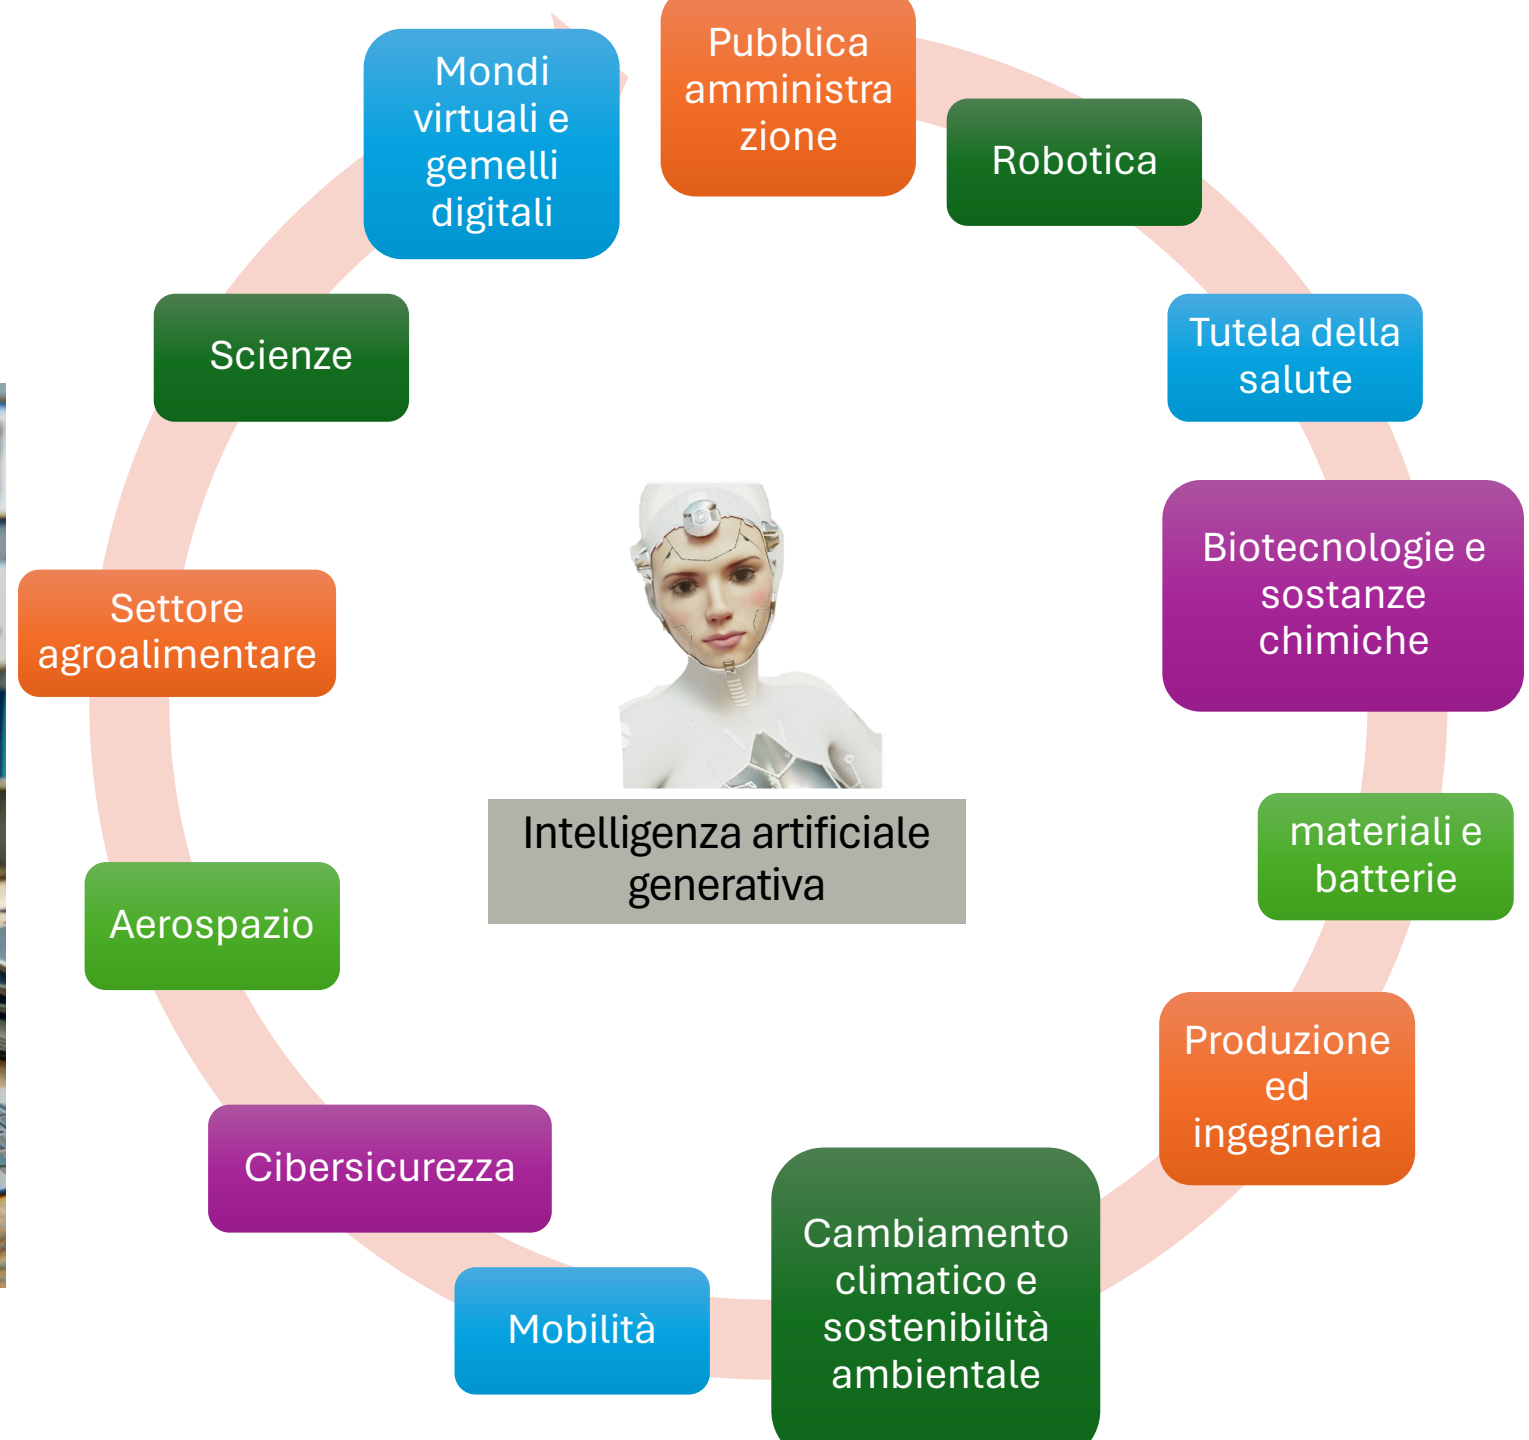 Pubblica
amministra
zione
Robotica
Tutela della
salute
Biotecnologie e
sostanze
chimiche
materiali e
batterie
Produzione
ed
ingegneria
Cambiamento
climatico e
sostenibilità
ambientale
Mobilità
Cibersicurezza
Aerospazio
Settore
agroalimentare
Scienze
Mondi
virtuali e
gemelli
digitali
Intelligenza artificiale
generativa